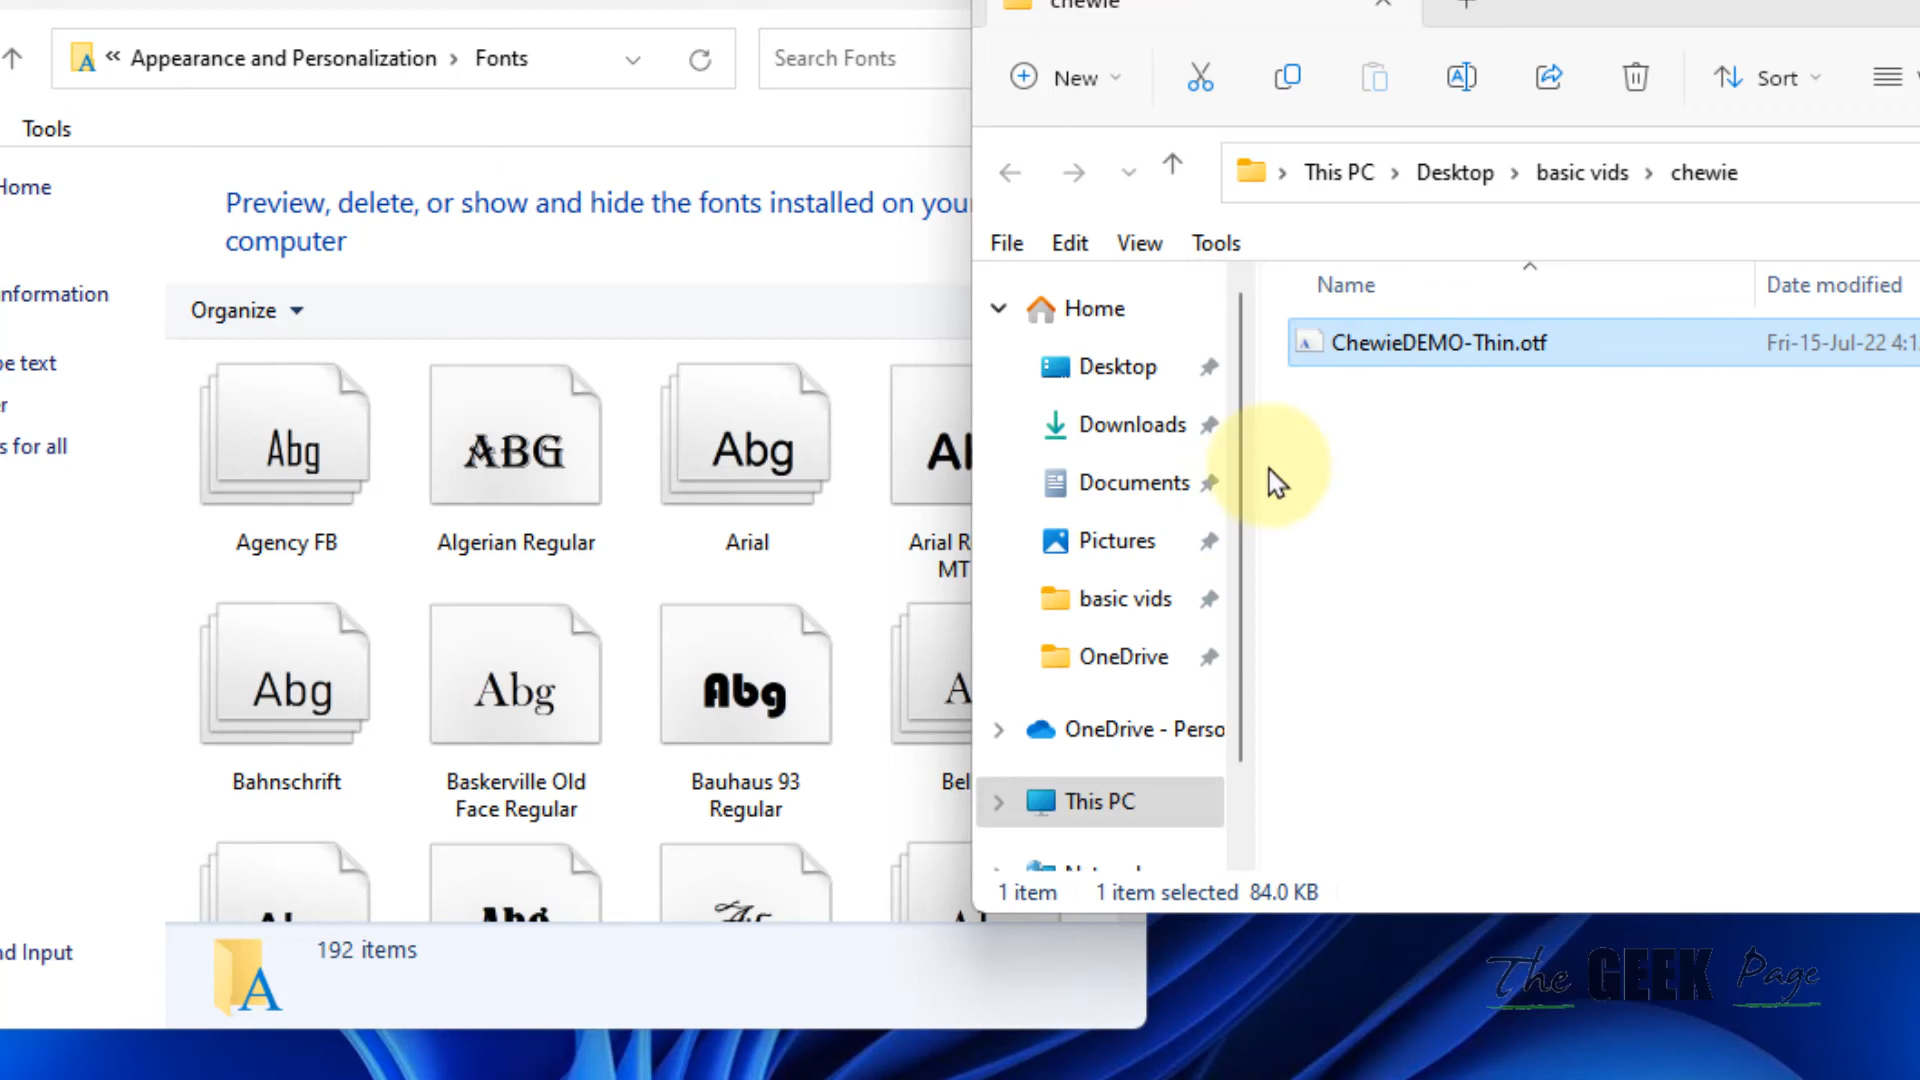 Appearance and Personalization
Fonts
Search Fonts
Tools
Home
nformation
pe text
s for all
nd Input
Preview, delete, or show and hide the fonts installed on you
computer
Organize
Abg
ABG
Abg
Agency FB
Algerian Regular
Arial
Arial R
MT
Abg
Abg
Abg
A
Bahnschrift
Baskerville Old
Face Regular
Bauhaus 93
Regular
Bel
192 items
chewie
New
Sort
This PC
Desktop
basic vids
chewie
File
Edit
View
Tools
Name
Date modified
Home
Desktop
Downloads
Documents
Pictures
basic vids
OneDrive
OneDrive - Perso
This PC
ChewieDEMO-Thin.otf
Fri-15-Jul-22 4:1
1 item
1 item selected 84.0 KB
The GEEK Page